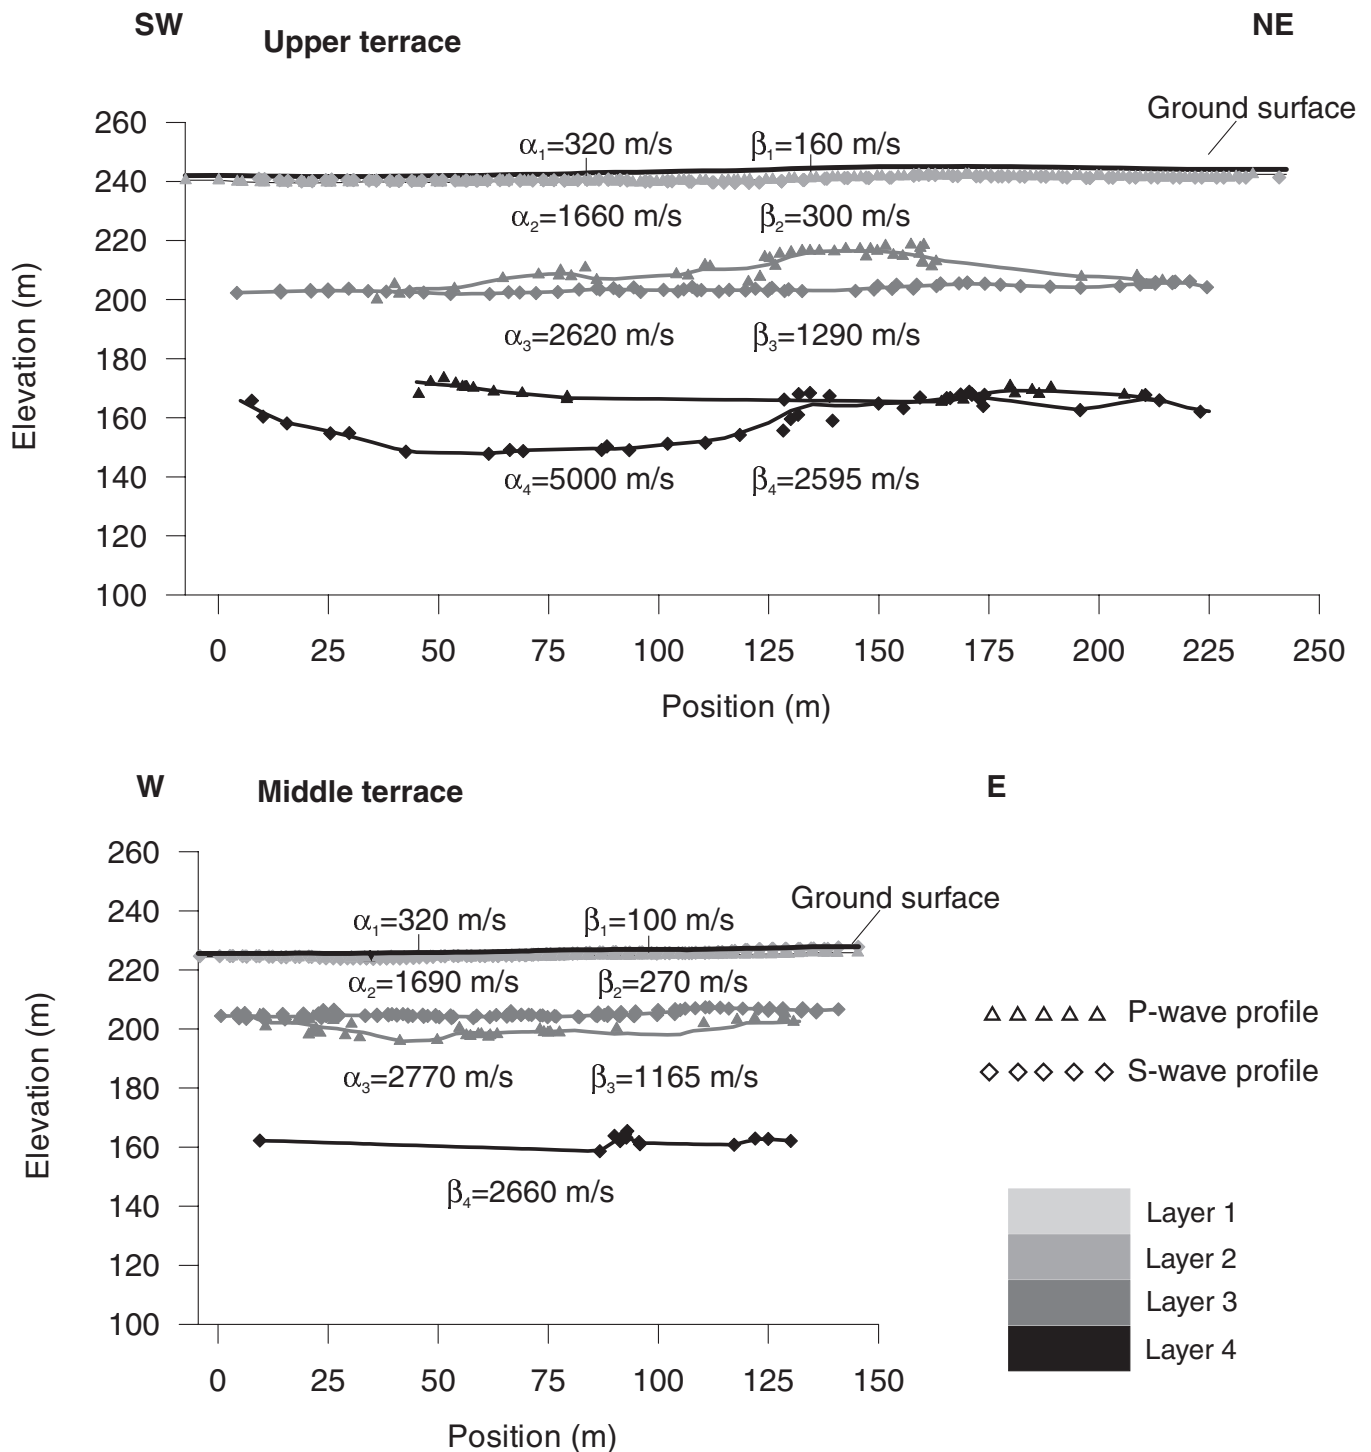 SW NE
Upper terrace
Ground surface
260
α1=320 m/s β1=160 m/s
240
α2=1660 m/s β2=300 m/s
220
200
α3=2620 m/s β3=1290 m/s
180
160
α4=5000 m/s β4=2595 m/s
140
120
100
Elevation (m)
0 25 50 75 100 125 150 175 200 225 250
Position (m)
W E
Middle terrace
260
Ground surface
240
α1=320 m/s β1=100 m/s
220
α2=1690 m/s β2=270 m/s
200
α3=2770 m/s β3=1165 m/s
180
160
β4=2660 m/s
140
120
100
Elevation (m)
0 25 50 75 100 125 150
Position (m)
P-wave profile
S-wave profile
Layer 1
Layer 2
Layer 3
Layer 4